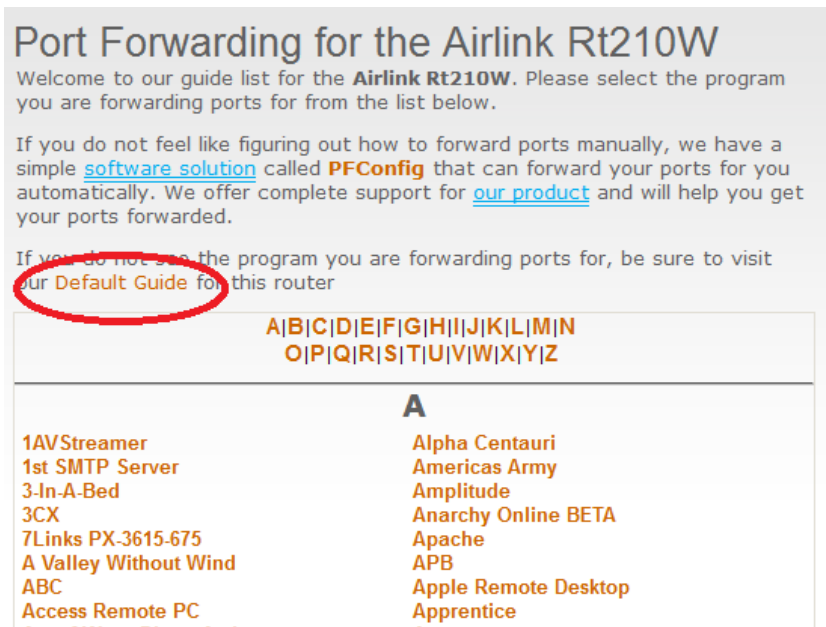 Port Forwarding for the Airlink Rt210W
Welcome to our guide list for the Airlink Rt210W. Please select the program
you are forwarding ports for from the list below.
If you do not feel like figuring out how to forward ports manually, we have a
simple software solution called PFConfig that can forward your ports for you
automatically. We offer complete support for our product and will help you get
your ports forwarded.
If you do not see the program you are forwarding ports for, be sure to visit
our Default Guide for this router
A|B|C|D|E|F|G|H|I|J|K|L|M|N
O|P|Q|R|S|T|U|V|W|X|Y|Z
A
1AVStreamer
1st SMTP Server
3-In-A-Bed
3CX
7Links PX-3615-675
A Valley Without Wind
ABC
Access Remote PC
Alpha Centauri
Americas Army
Amplitude
Anarchy Online BETA
Apache
APB
Apple Remote Desktop
Apprentice